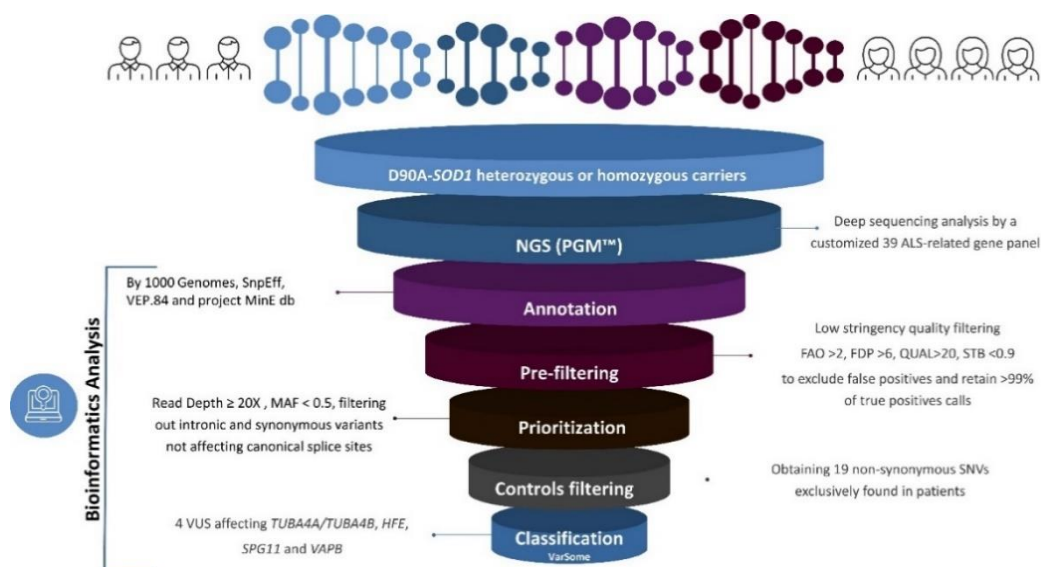 D90A-SOD1 heterozygous or homozygous carriers
NGS (PGM™)
Deep sequencing analysis by a
customized 39 ALS-related gene panel
Bioinformatics Analysis
By 1000 Genomes, SnpEff,
VEP.84 and project MinE db
Annotation
Pre-filtering
Low stringency quality filtering
FAO >2, FDP >6, QUAL>20, STB <0.9
to exclude false positives and retain >99%
of true positives calls
Read Depth ≥ 20X , MAF < 0.5, filtering
out intronic and synonymous variants
not affecting canonical splice sites
Prioritization
Controls filtering
Obtaining 19 non-synonymous SNVs
exclusively found in patients
4 VUS affecting TUBA4A/TUBA4B, HFE,
SPG11 and VAPB
Classification
VarSome